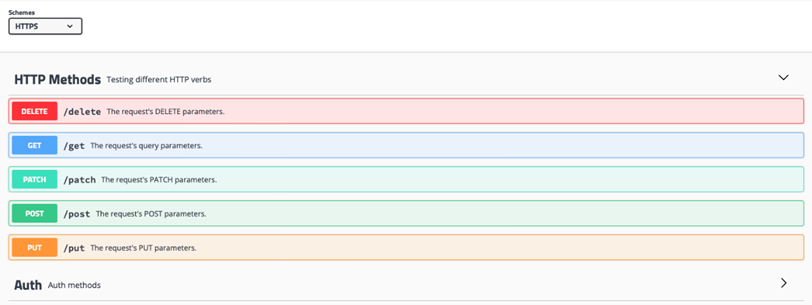 Schemes
HTTPS
HTTP Methods Testing different HTTP verbs
DELETE /delete The request's DELETE parameters.
GET /get The request's query parameters.
PATCH /patch The request's PATCH parameters.
POST /post The request's POST parameters.
PUT /put The request's PUT parameters.
Auth Auth methods